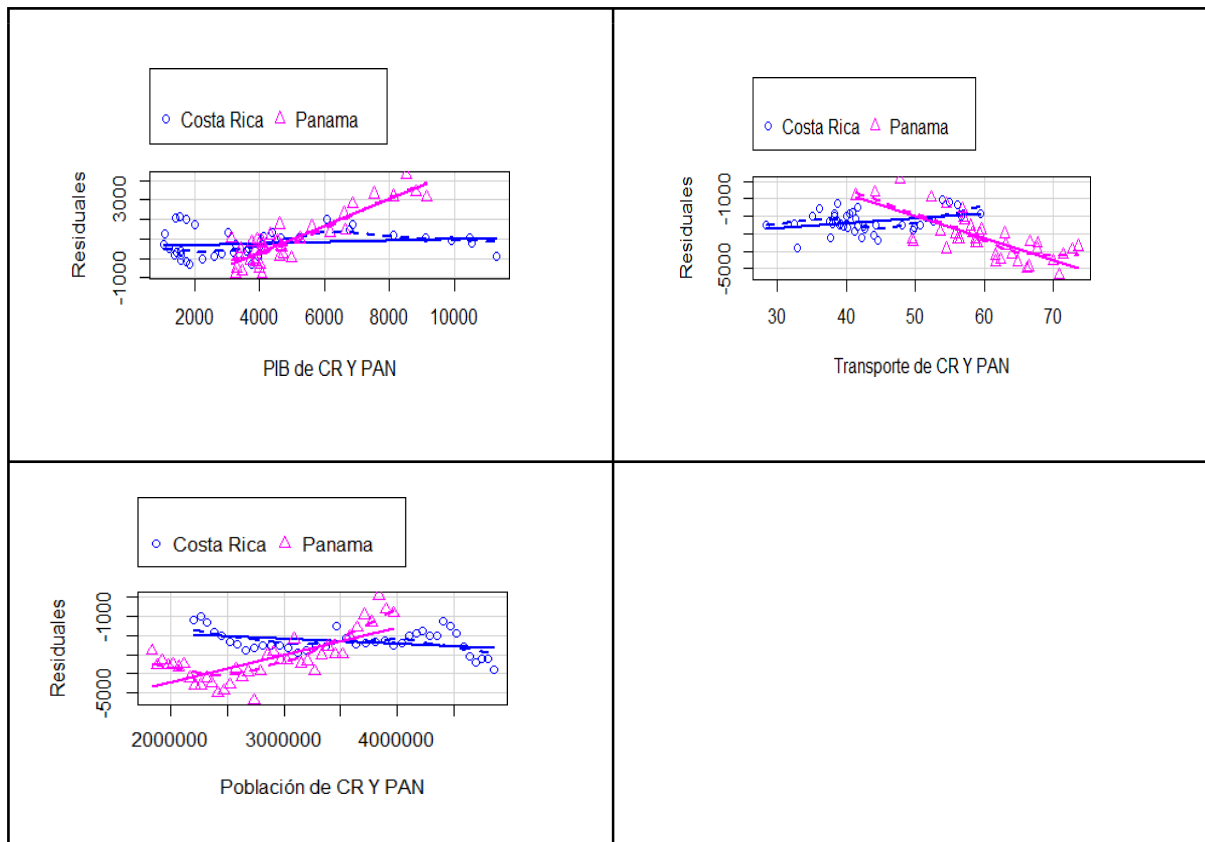 Costa Rica Panama
Residuales
-1000 3000
2000 4000 6000 8000 10000
PIB de CR Y PAN
Costa Rica Panama
Residuales
-5000 -1000
30 40 50 60 70
Transporte de CR Y PAN
Costa Rica Panama
Residuales
-5000 -1000
2000000 3000000 4000000
Población de CR Y PAN